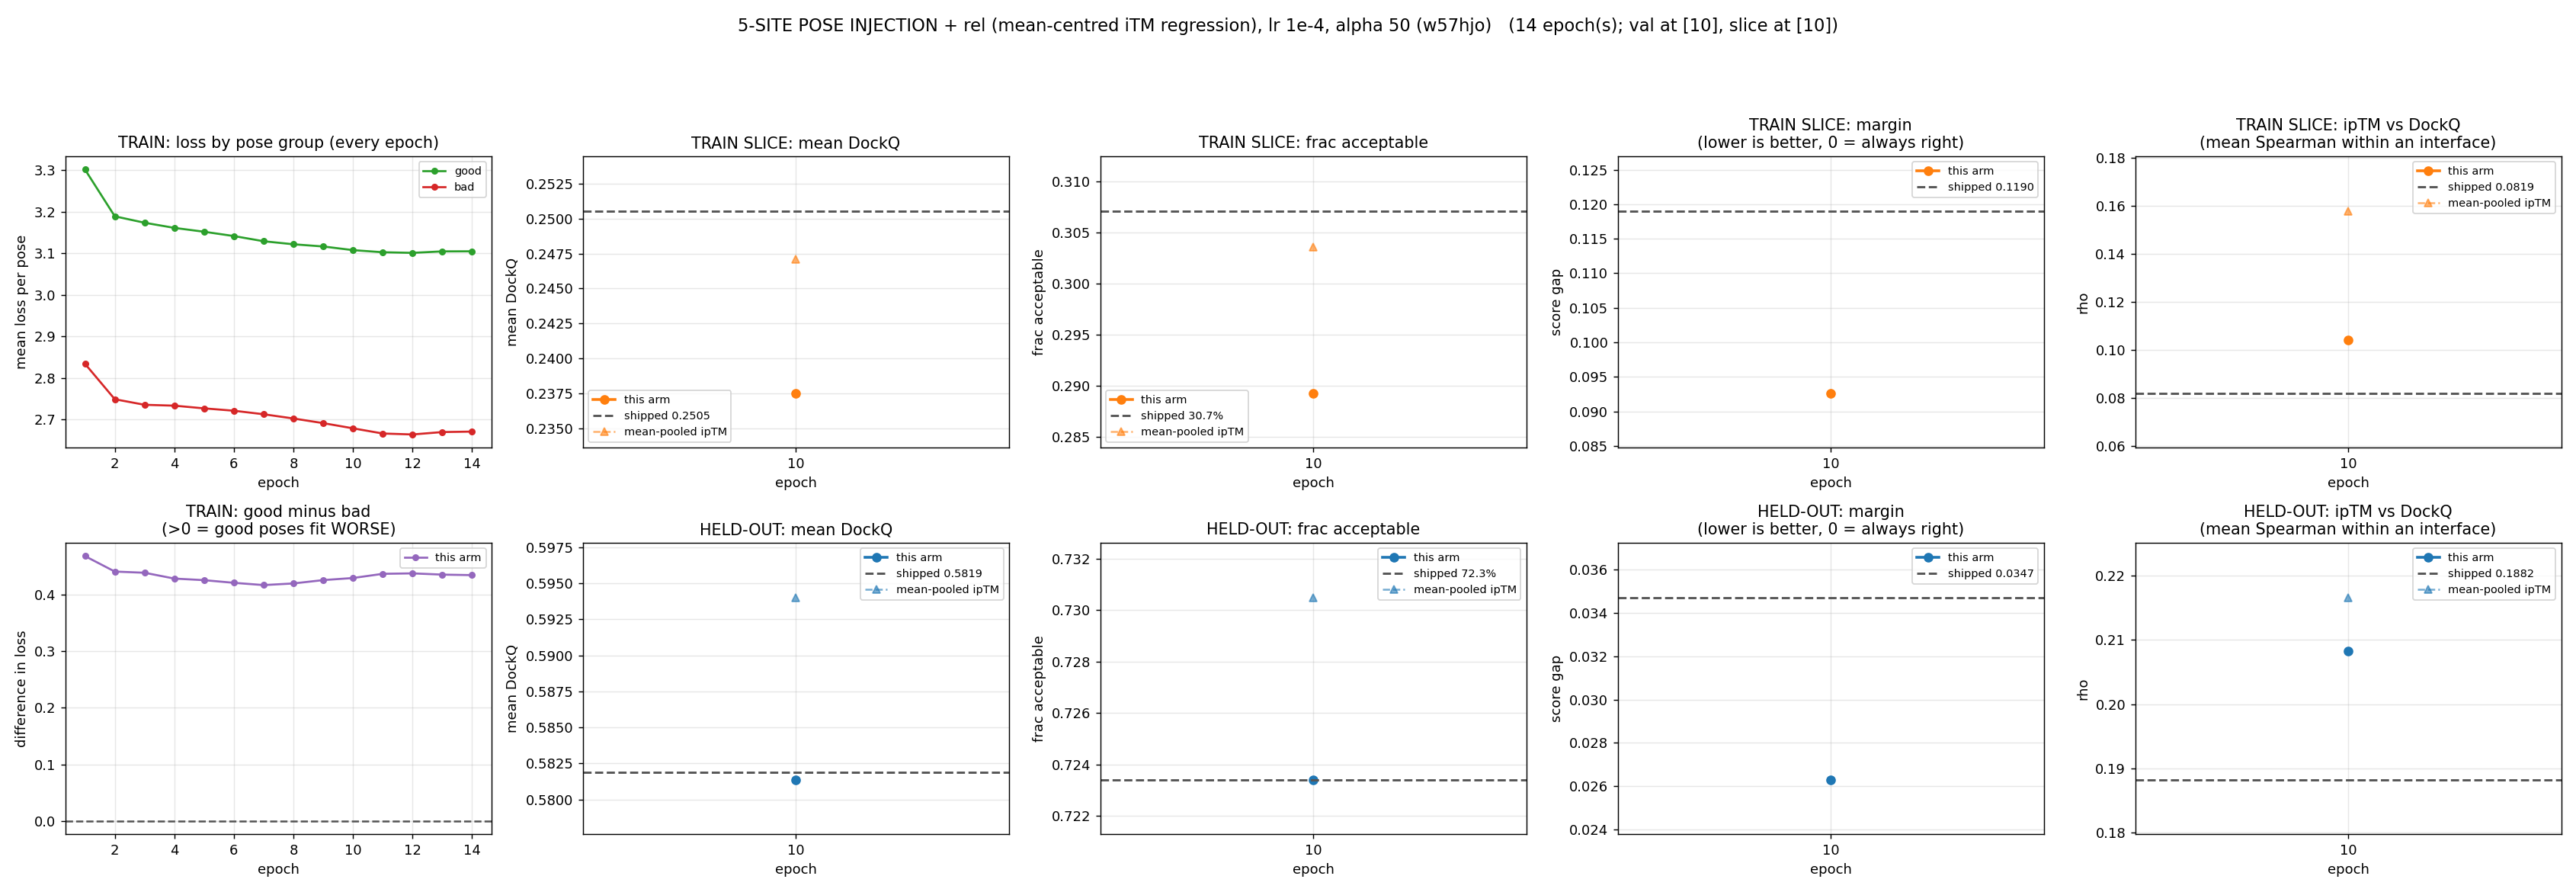 5-SITE POSE INJECTION + rel (mean-centred iTM regression), lr 1e-4, alpha 50 (w57hjo)   (14 epoch(s); val at [10], slice at [10])
TRAIN: loss by pose group (every epoch)
mean loss per pose
3.3
3.2
3.1
3.0
2.9
2.8
2.7
good
bad
2 4 6 8 10 12 14
epoch
TRAIN SLICE: mean DockQ
mean DockQ
0.2525
0.2500
0.2475
0.2450
0.2425
0.2400
0.2375
0.2350
this arm
shipped 0.2505
mean-pooled ipTM
10
epoch
TRAIN SLICE: frac acceptable
frac acceptable
0.310
0.305
0.300
0.295
0.290
0.285
this arm
shipped 30.7%
mean-pooled ipTM
10
epoch
TRAIN SLICE: margin
(lower is better, 0 = always right)
score gap
0.125
0.120
0.115
0.110
0.105
0.100
0.095
0.090
0.085
this arm
shipped 0.1190
10
epoch
TRAIN SLICE: ipTM vs DockQ
(mean Spearman within an interface)
rho
0.18
0.16
0.14
0.12
0.10
0.08
0.06
this arm
shipped 0.0819
mean-pooled ipTM
10
epoch
TRAIN: good minus bad
(>0 = good poses fit WORSE)
difference in loss
0.4
0.3
0.2
0.1
0.0
this arm
2 4 6 8 10 12 14
epoch
HELD-OUT: mean DockQ
mean DockQ
0.5975
0.5950
0.5925
0.5900
0.5875
0.5850
0.5825
0.5800
this arm
shipped 0.5819
mean-pooled ipTM
10
epoch
HELD-OUT: frac acceptable
frac acceptable
0.732
0.730
0.728
0.726
0.724
0.722
this arm
shipped 72.3%
mean-pooled ipTM
10
epoch
HELD-OUT: margin
(lower is better, 0 = always right)
score gap
0.036
0.034
0.032
0.030
0.028
0.026
0.024
this arm
shipped 0.0347
10
epoch
HELD-OUT: ipTM vs DockQ
(mean Spearman within an interface)
rho
0.22
0.21
0.20
0.19
0.18
this arm
shipped 0.1882
mean-pooled ipTM
10
epoch